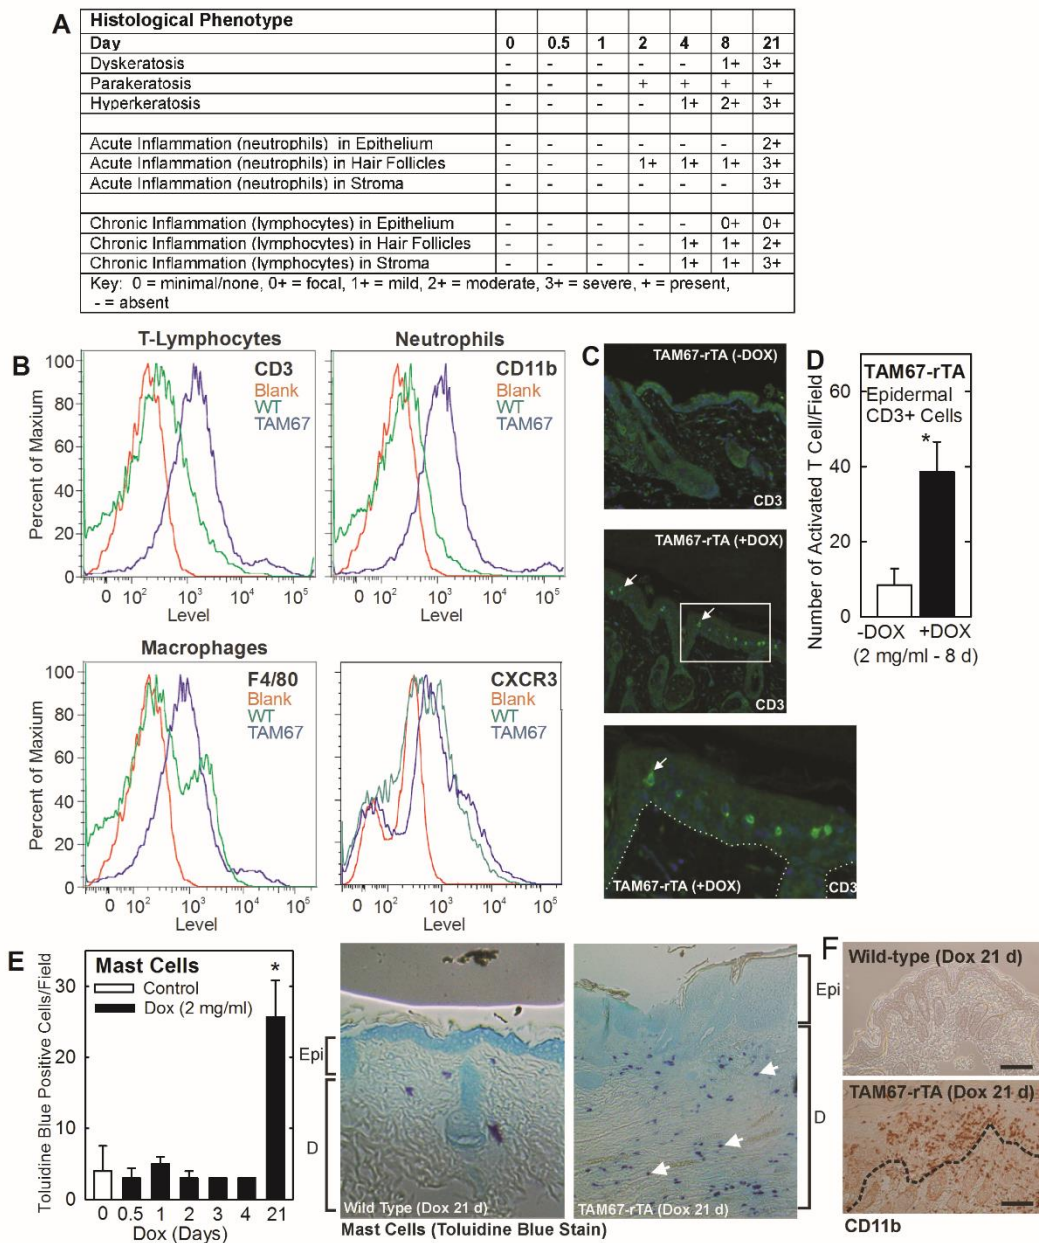 A
Histological Phenotype
Day 0 0.5 1 2 4 8 21
Dyskeratosis - - - - - 1+ 3+
Parakeratosis - - - + + + +
Hyperkeratosis - - - - 1+ 2+ 3+
Acute Inflammation (neutrophils) in Epithelium - - - - - - 2+
Acute Inflammation (neutrophils) in Hair Follicles - - - 1+ 1+ 1+ 3+
Acute Inflammation (neutrophils) in Stroma - - - - - - 3+
Chronic Inflammation (lymphocytes) in Epithelium - - - - - 0+ 0+
Chronic Inflammation (lymphocytes) in Hair Follicles - - - - 1+ 1+ 2+
Chronic Inflammation (lymphocytes) in Stroma - - - - 1+ 1+ 3+
Key: 0 = minimal/none, 0+ = focal, 1+ = mild, 2+ = moderate, 3+ = severe, + = present,
- = absent
B
T-Lymphocytes
CD3
Blank
WT
TAM67
Percent of Maxium
100
80
60
40
20
0
0 10² 10³ 10⁴ 10⁵
Level
Neutrophils
CD11b
Blank
WT
TAM67
0 10² 10³ 10⁴ 10⁵
Level
Macrophages
F4/80
Blank
WT
TAM67
Percent of Maxium
100
80
60
40
20
0
0 10² 10³ 10⁴ 10⁵
Level
CXCR3
Blank
WT
TAM67
0 10² 10³ 10⁴ 10⁵
Level
C
TAM67-rTA (-DOX)
CD3
TAM67-rTA (+DOX)
CD3
TAM67-rTA (+DOX)
CD3
D
TAM67-rTA
Epidermal
CD3+ Cells
*
Number of Activated T Cell/Field
60
40
20
0
-DOX +DOX
(2 mg/ml - 8 d)
E
Mast Cells
Control
Dox (2 mg/ml)
*
Toluidine Blue Positive Cells/Field
30
20
10
0
0 0.5 1 2 3 4 21
Dox (Days)
Epi
D
Wild Type (Dox 21 d)
Epi
D
TAM67-rTA (Dox 21 d)
Mast Cells (Toluidine Blue Stain)
F
Wild-type (Dox 21 d)
TAM67-rTA (Dox 21 d)
CD11b